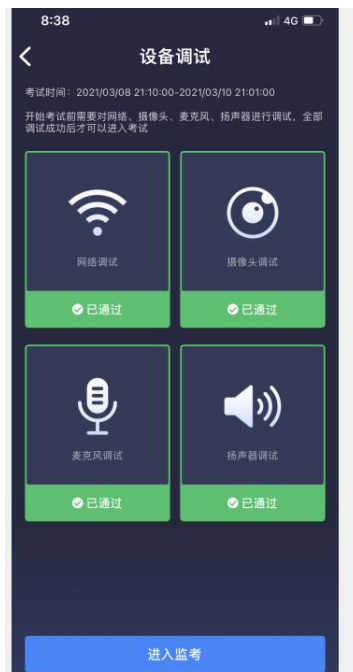 8:38
4G
设备调试
考试时间：2021/03/08 21:10:00-2021/03/10 21:01:00
开始考试前需要对网络、摄像头、麦克风、扬声器进行调试，全部
调试成功后才可以进入考试
网络调试
摄像头调试
已通过
已通过
麦克风调试
扬声器调试
已通过
已通过
进入监考